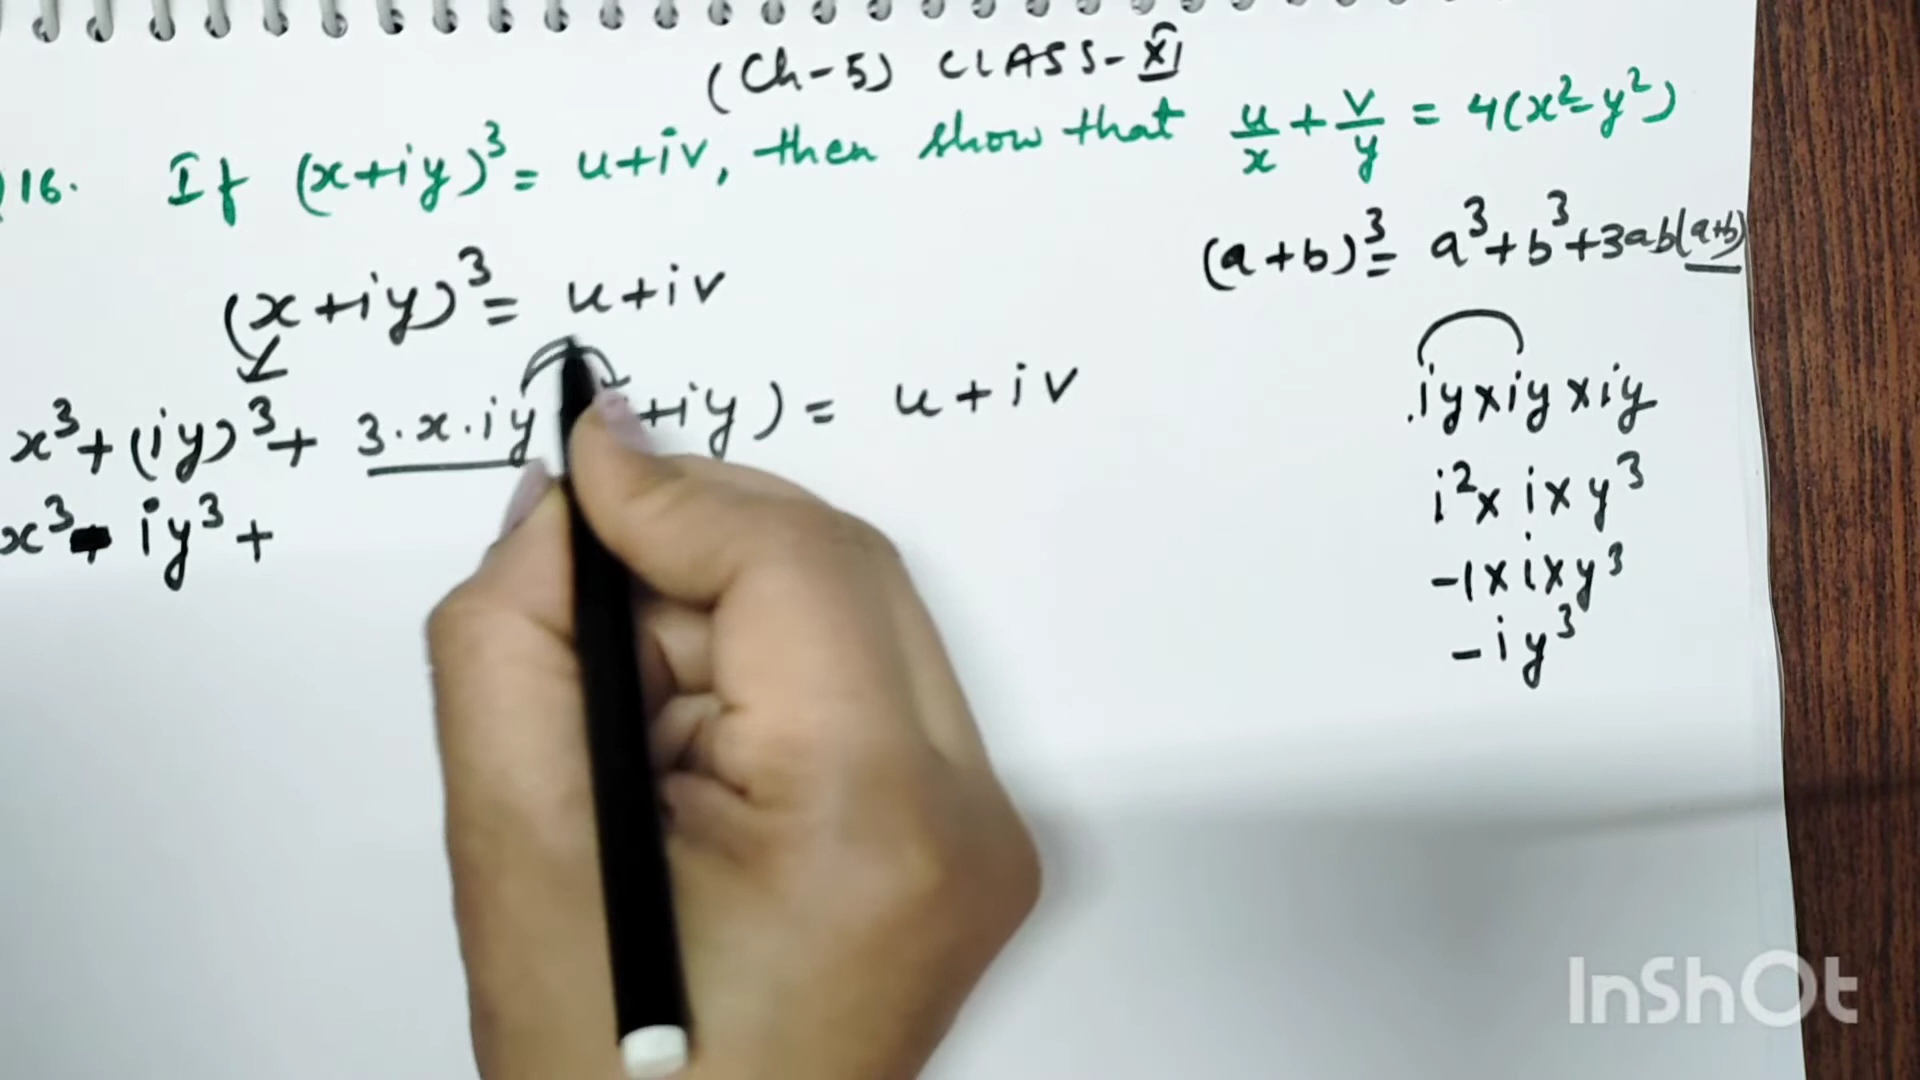 (Ch-5) CLASS-XI
16. If (x+iy)³ = u+iv, then show that u/x + v/y = 4(x²-y²)
(a+b)³ = a³+b³+3ab(a+b)
(x+iy)³ = u+iv
x³+(iy)³+ 3·x·iy +iy) = u+iv
x³ - iy³ +
iy×iy×iy
i²×i×y³
-1×i×y³
-iy³
InShOt